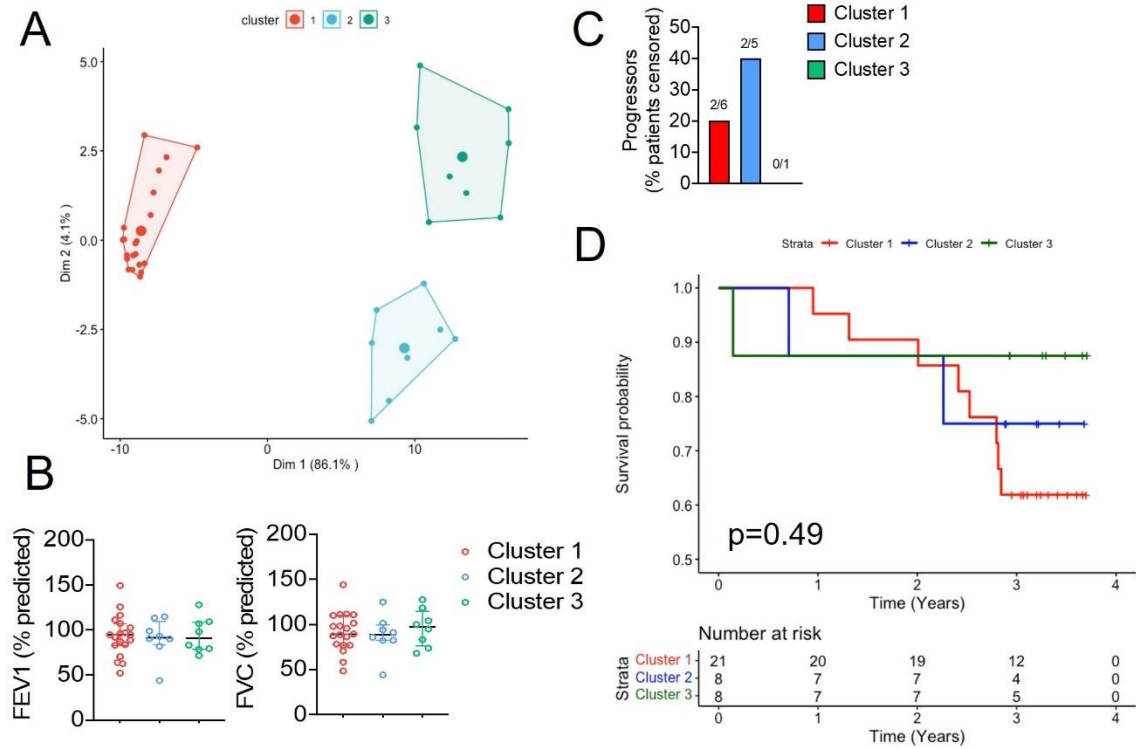 A
cluster 1 2 3
5.0
2.5
0.0
-2.5
-5.0
Dim 2 (4.1%)
-10 0 10
Dim 1 (86.1% )
B
200
150
100
50
0
FEV1 (% predicted)
200
150
100
50
0
FVC (% predicted)
Cluster 1
Cluster 2
Cluster 3
C
50
40
30
20
10
0
Progressors
(% patients censored)
2/6
2/5
0/1
Cluster 1
Cluster 2
Cluster 3
D
Strata Cluster 1 Cluster 2 Cluster 3
1.0
0.9
0.8
0.7
0.6
0.5
Survival probability
p=0.49
0 1 2 3 4
Time (Years)
Number at risk
Strata
Cluster 1 21 20 19 12 0
Cluster 2 8 7 7 4 0
Cluster 3 8 7 7 5 0
0 1 2 3 4
Time (Years)